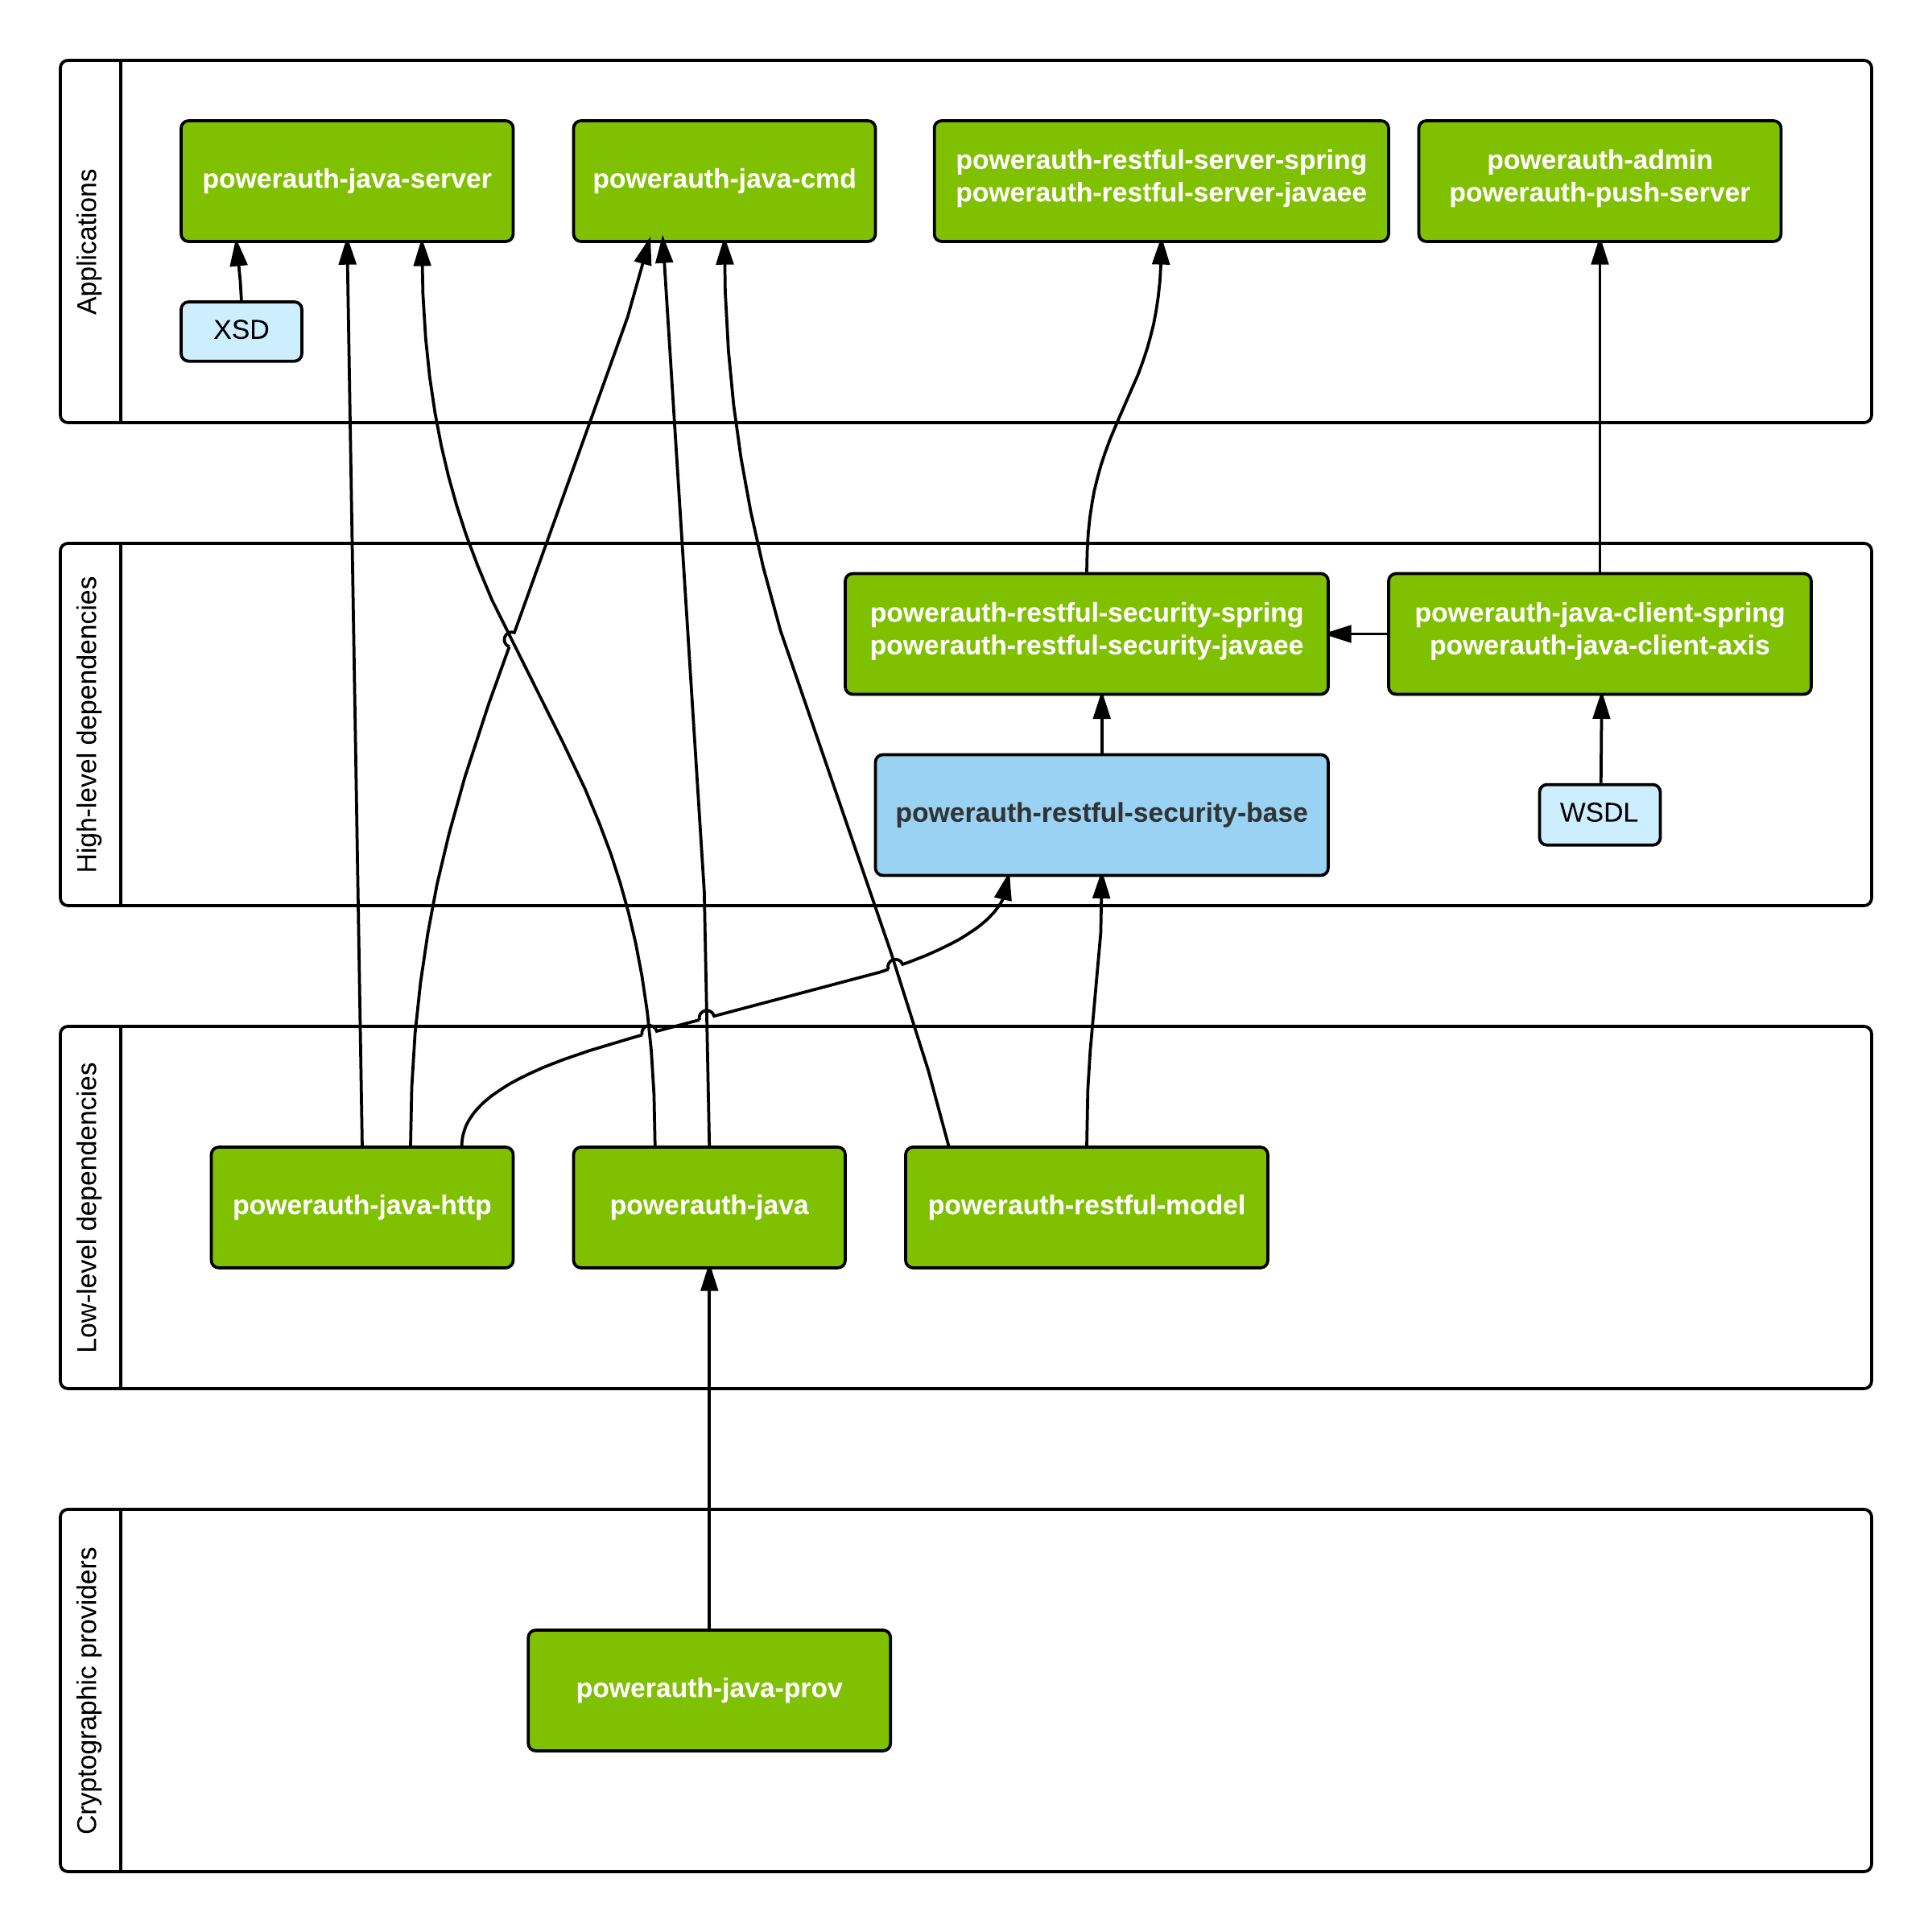 Applications
powerauth-java-server
powerauth-java-cmd
powerauth-restful-server-spring
powerauth-restful-server-javaee
powerauth-admin
powerauth-push-server
XSD
High-level dependencies
powerauth-restful-security-spring
powerauth-restful-security-javaee
powerauth-java-client-spring
powerauth-java-client-axis
powerauth-restful-security-base
WSDL
Low-level dependencies
powerauth-java-http
powerauth-java
powerauth-restful-model
Cryptographic providers
powerauth-java-prov